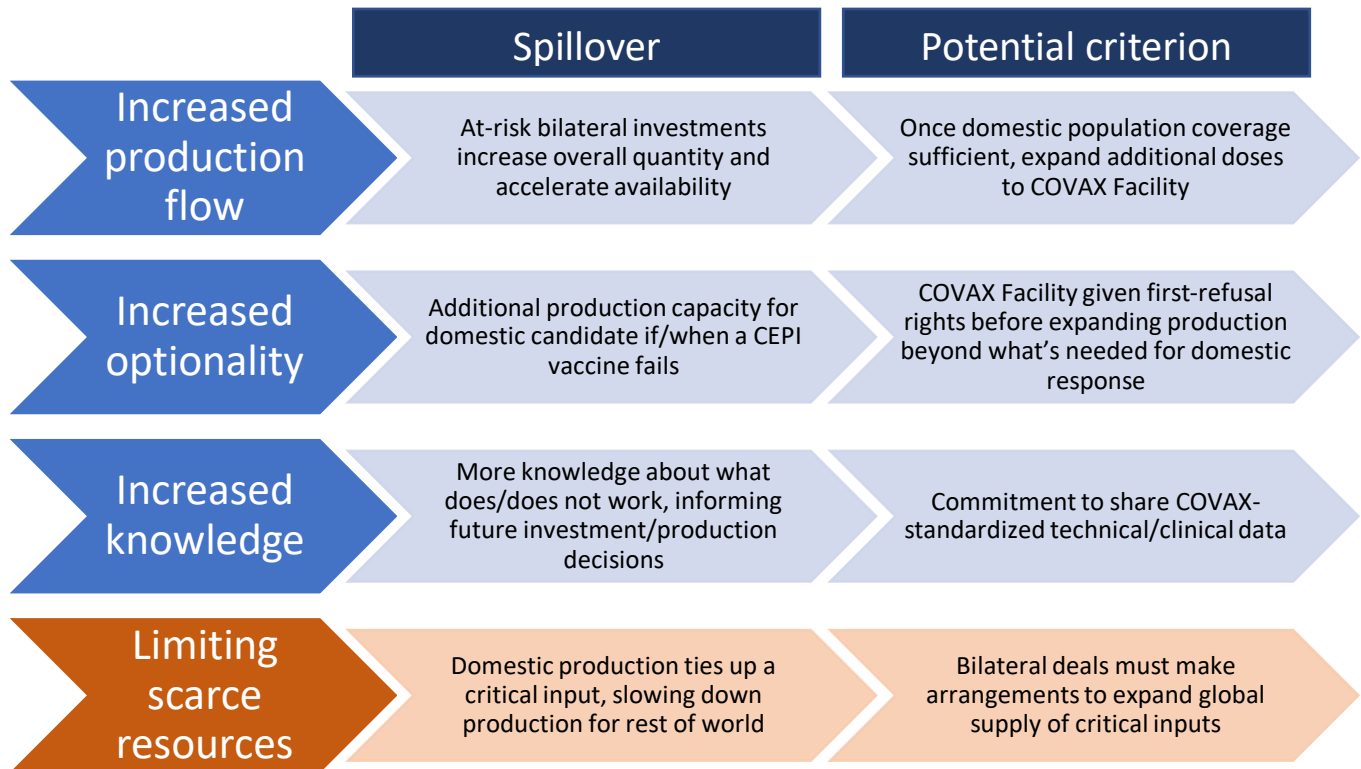 Spillover
Potential criterion
Increased
production
flow
At-risk bilateral investments
increase overall quantity and
accelerate availability
Once domestic population coverage
sufficient, expand additional doses
to COVAX Facility
Increased
optionality
Additional production capacity for
domestic candidate if/when a CEPI
vaccine fails
COVAX Facility given first-refusal
rights before expanding production
beyond what's needed for domestic
response
Increased
knowledge
More knowledge about what
does/does not work, informing
future investment/production
decisions
Commitment to share COVAX-
standardized technical/clinical data
Limiting
scarce
resources
Domestic production ties up a
critical input, slowing down
production for rest of world
Bilateral deals must make
arrangements to expand global
supply of critical inputs